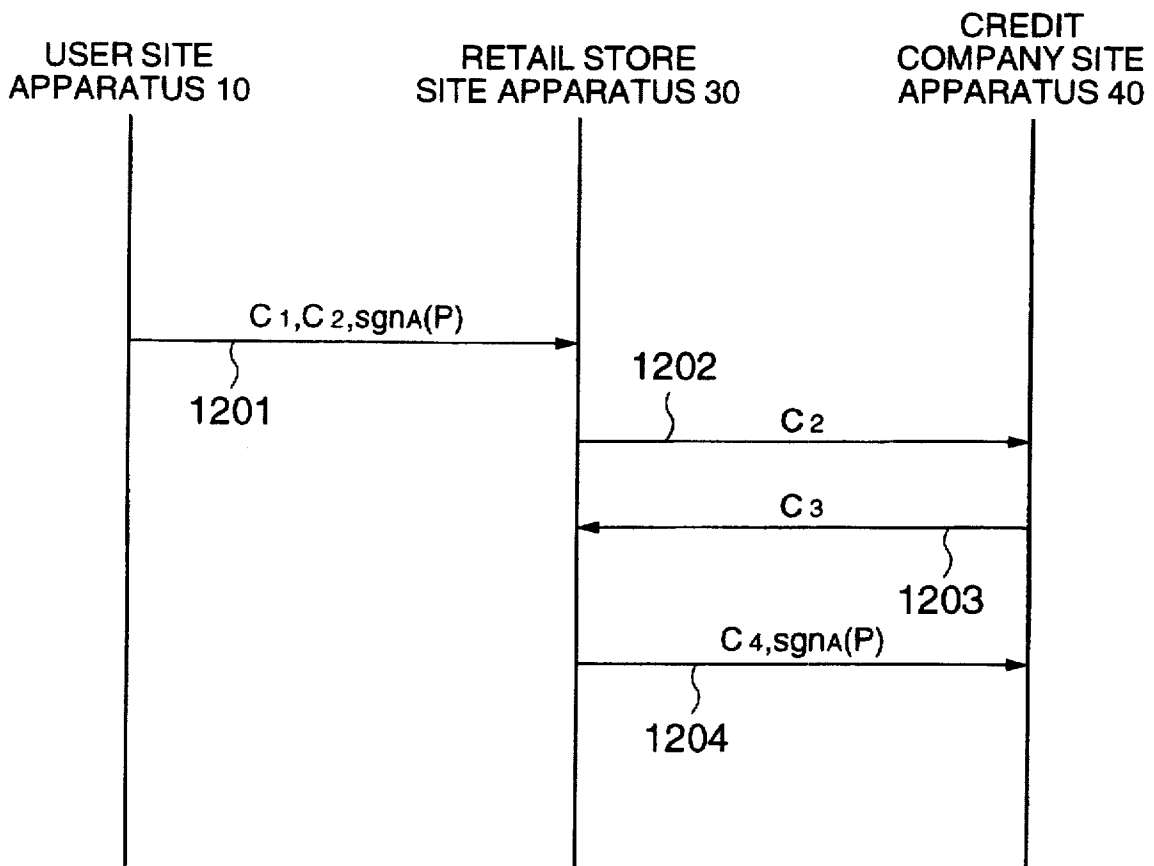 USER SITE
APPARATUS 10
RETAIL STORE
SITE APPARATUS 30
CREDIT
COMPANY SITE
APPARATUS 40
C1,C2,sgnA(P)
1201
1202
C2
C3
1203
C4,sgnA(P)
1204